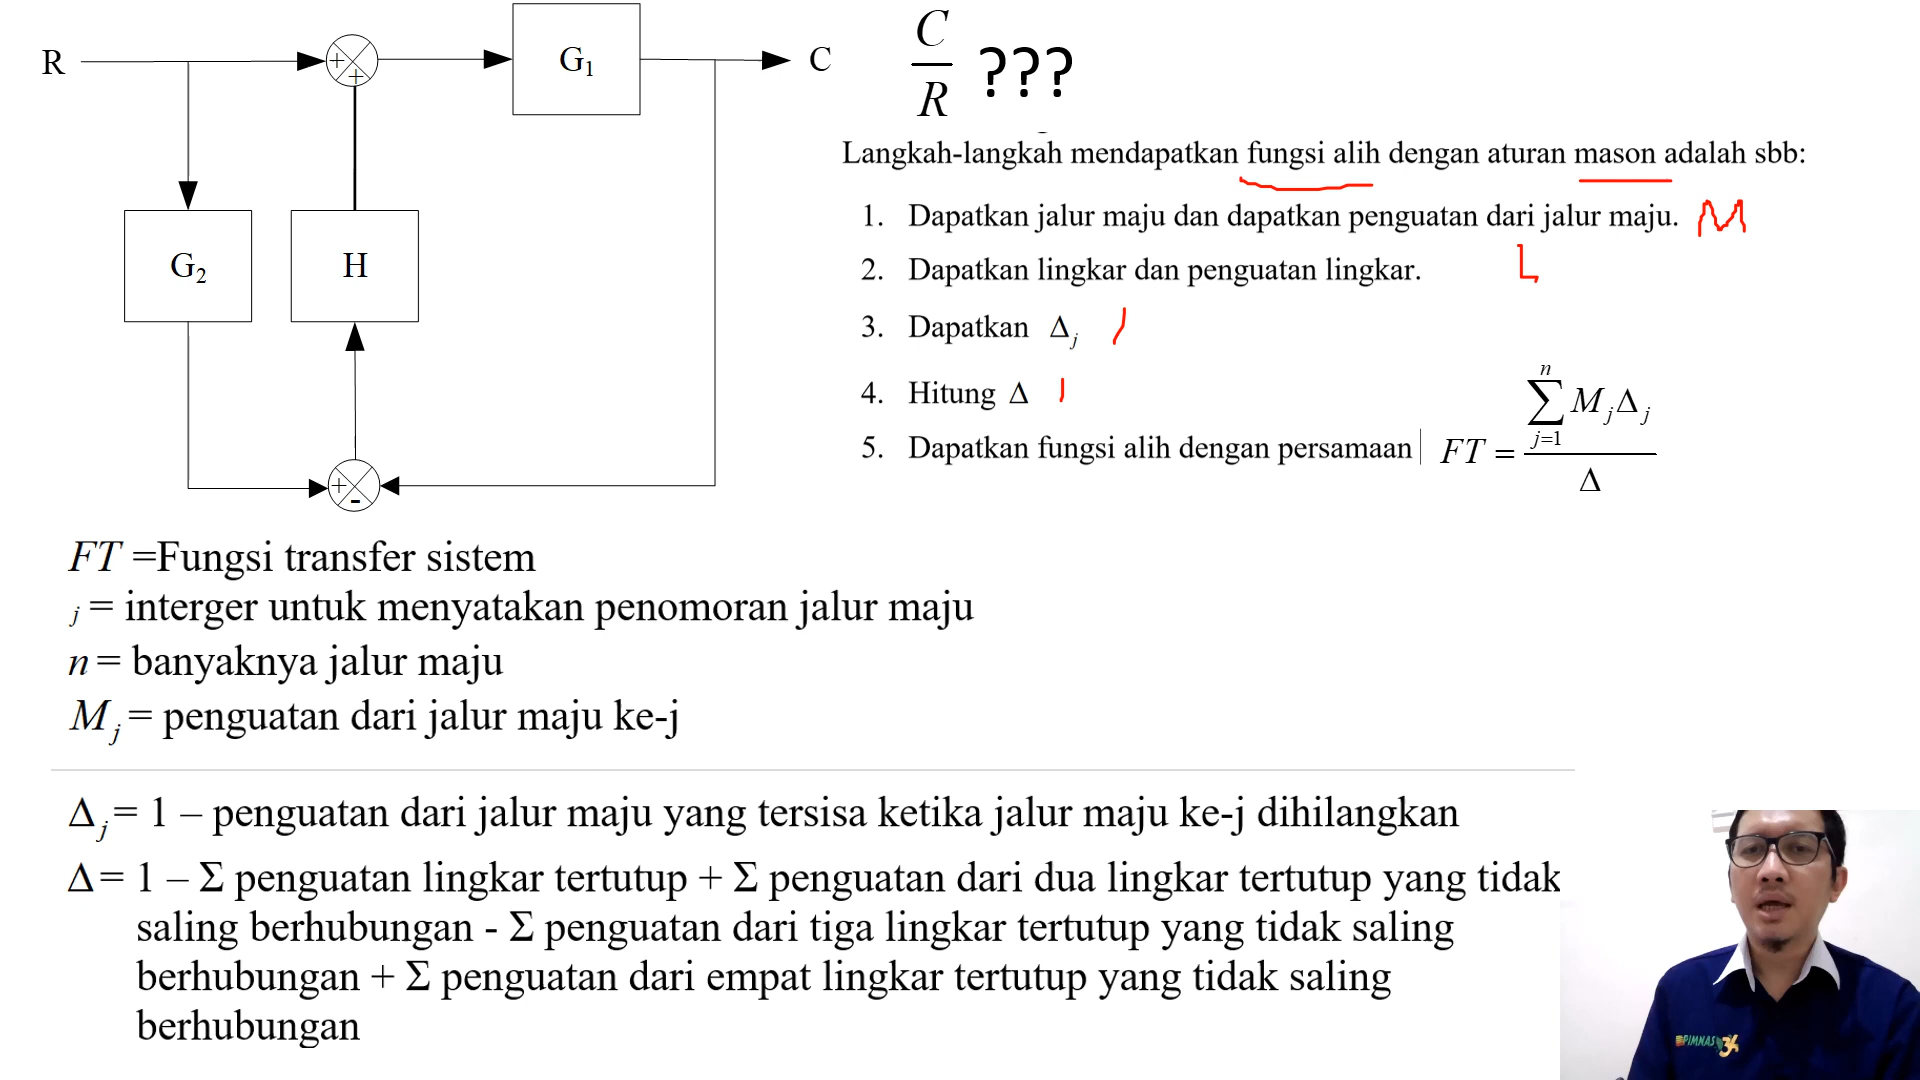 R
+
+
G₁
C
C
R
???
Langkah-langkah mendapatkan fungsi alih dengan aturan mason adalah sbb:
1. Dapatkan jalur maju dan dapatkan penguatan dari jalur maju. M
2. Dapatkan lingkar dan penguatan lingkar. L
3. Dapatkan Δj
4. Hitung Δ
5. Dapatkan fungsi alih dengan persamaan
FT =
n
∑ MjΔj
j=1
Δ
G₂
H
+
-
FT =Fungsi transfer sistem
j = interger untuk menyatakan penomoran jalur maju
n = banyaknya jalur maju
Mj = penguatan dari jalur maju ke-j
Δj = 1 – penguatan dari jalur maju yang tersisa ketika jalur maju ke-j dihilangkan
Δ = 1 – Σ penguatan lingkar tertutup + Σ penguatan dari dua lingkar tertutup yang tidak
saling berhubungan - Σ penguatan dari tiga lingkar tertutup yang tidak saling
berhubungan + Σ penguatan dari empat lingkar tertutup yang tidak saling
berhubungan
PIMNAS 34